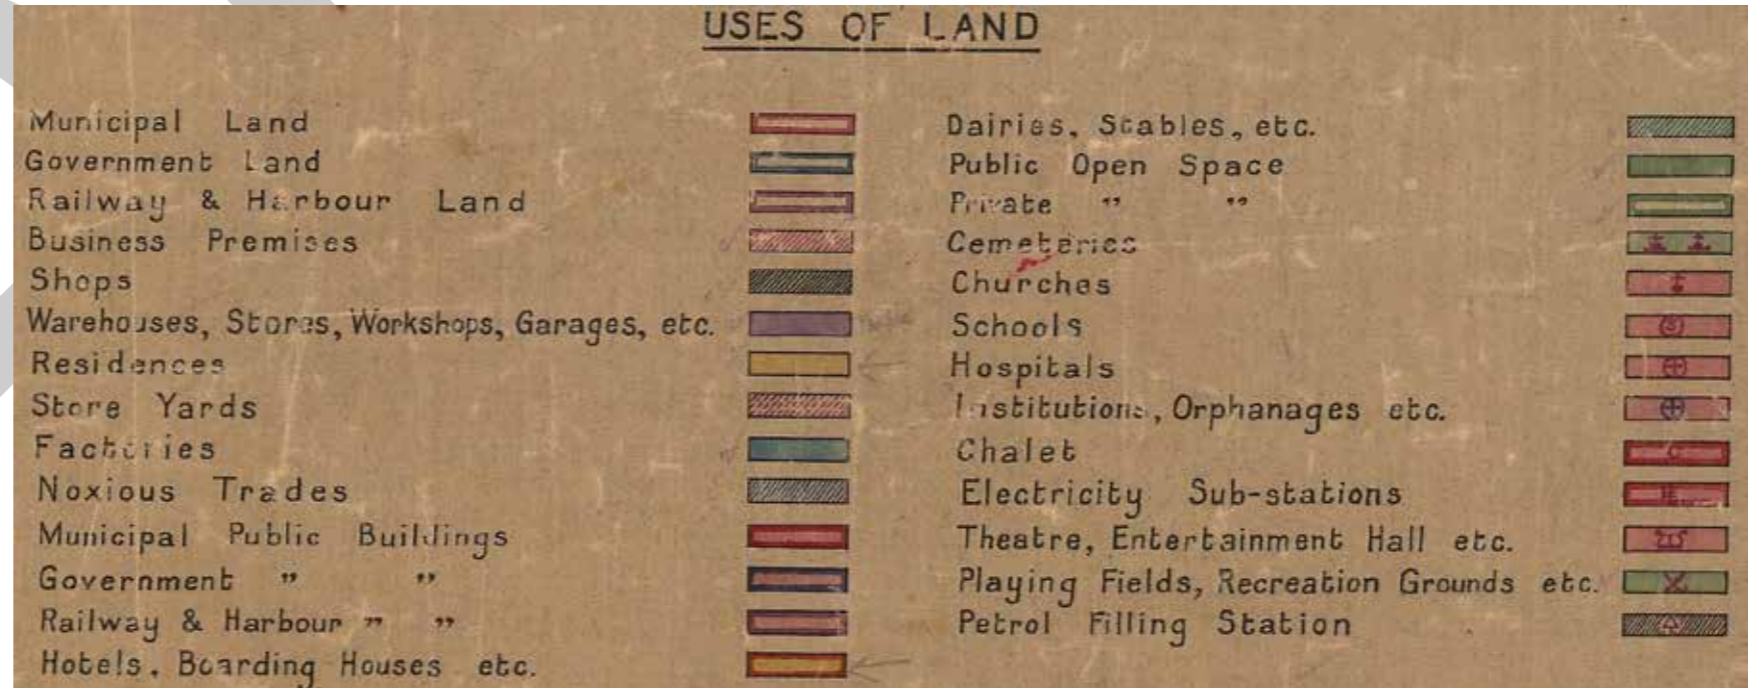 USES OF LAND
Municipal Land
Government Land
Railway & Harbour Land
Business Premises
Shops
Warehouses, Stores, Workshops, Garages, etc.
Residences
Store Yards
Factories
Noxious Trades
Municipal Public Buildings
Government " "
Railway & Harbour " "
Hotels, Boarding Houses etc.
Dairies, Stables, etc.
Public Open Space
Private " "
Cemeteries
Churches
Schools
Hospitals
Institutions, Orphanages etc.
Chalet
Electricity Sub-stations
Theatre, Entertainment Hall etc.
Playing Fields, Recreation Grounds etc.
Petrol Filling Station